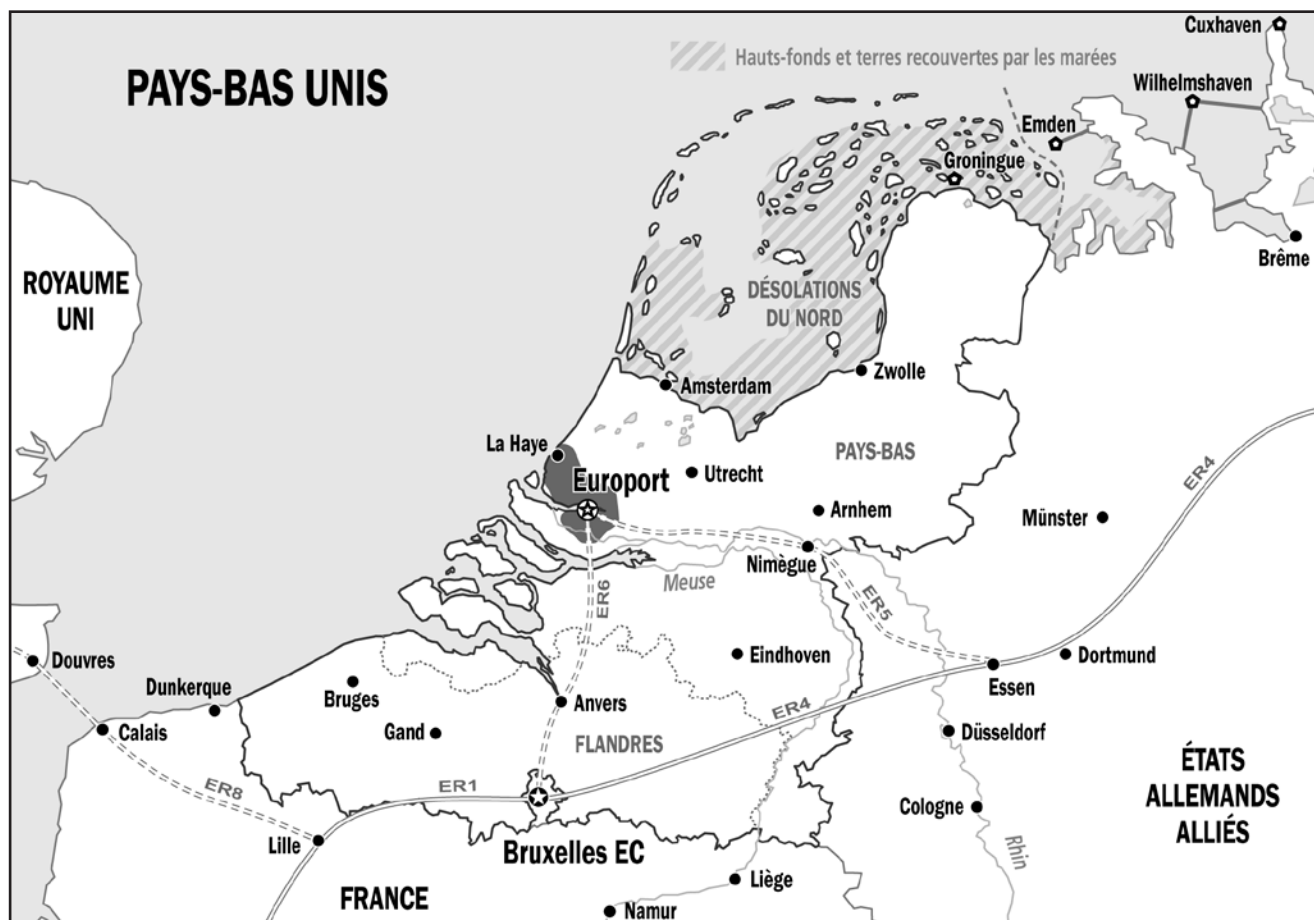 Cuxhaven
Hauts-fonds et terres recouvertes par les marées
PAYS-BAS UNIS
Wilhelmshaven
Emden
Groningue
Brême
ROYAUME
UNI
DÉSOLATIONS
DU NORD
Zwolle
Amsterdam
La Haye
PAYS-BAS
Europort
Utrecht
ER4
Arnhem
Münster
Nimègue
Meuse
ER6
ER5
Douvres
Eindhoven
Dortmund
Essen
Dunkerque
Bruges
Anvers
ER4
Calais
Gand
FLANDRES
Düsseldorf
ÉTATS
ALLEMANDS
ALLIÉS
ER8
ER1
Cologne
Lille
Bruxelles EC
Rhin
FRANCE
Liège
Namur